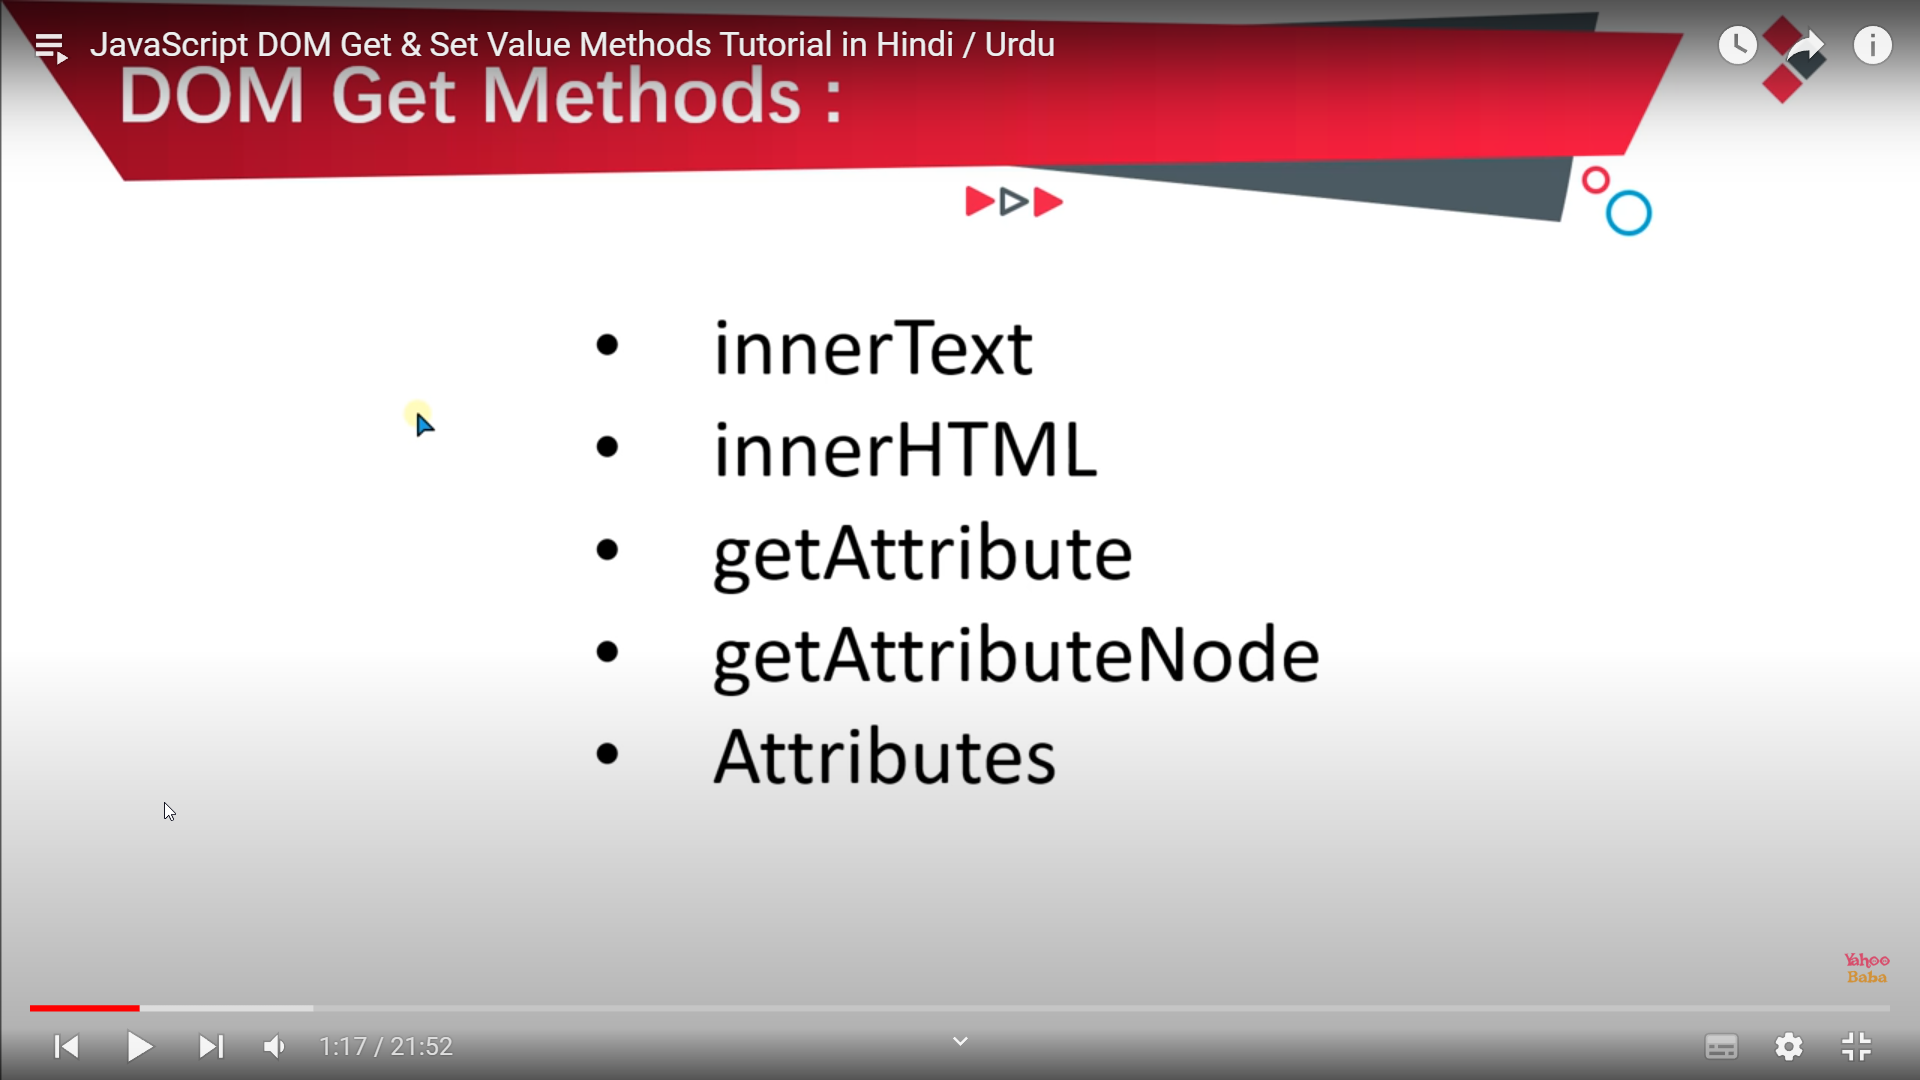 JavaScript DOM Get & Set Value Methods Tutorial in Hindi / Urdu
DOM Get Methods :
• innerText
• innerHTML
• getAttribute
• getAttributeNode
• Attributes
Yahoo
Baba
1:17 / 21:52